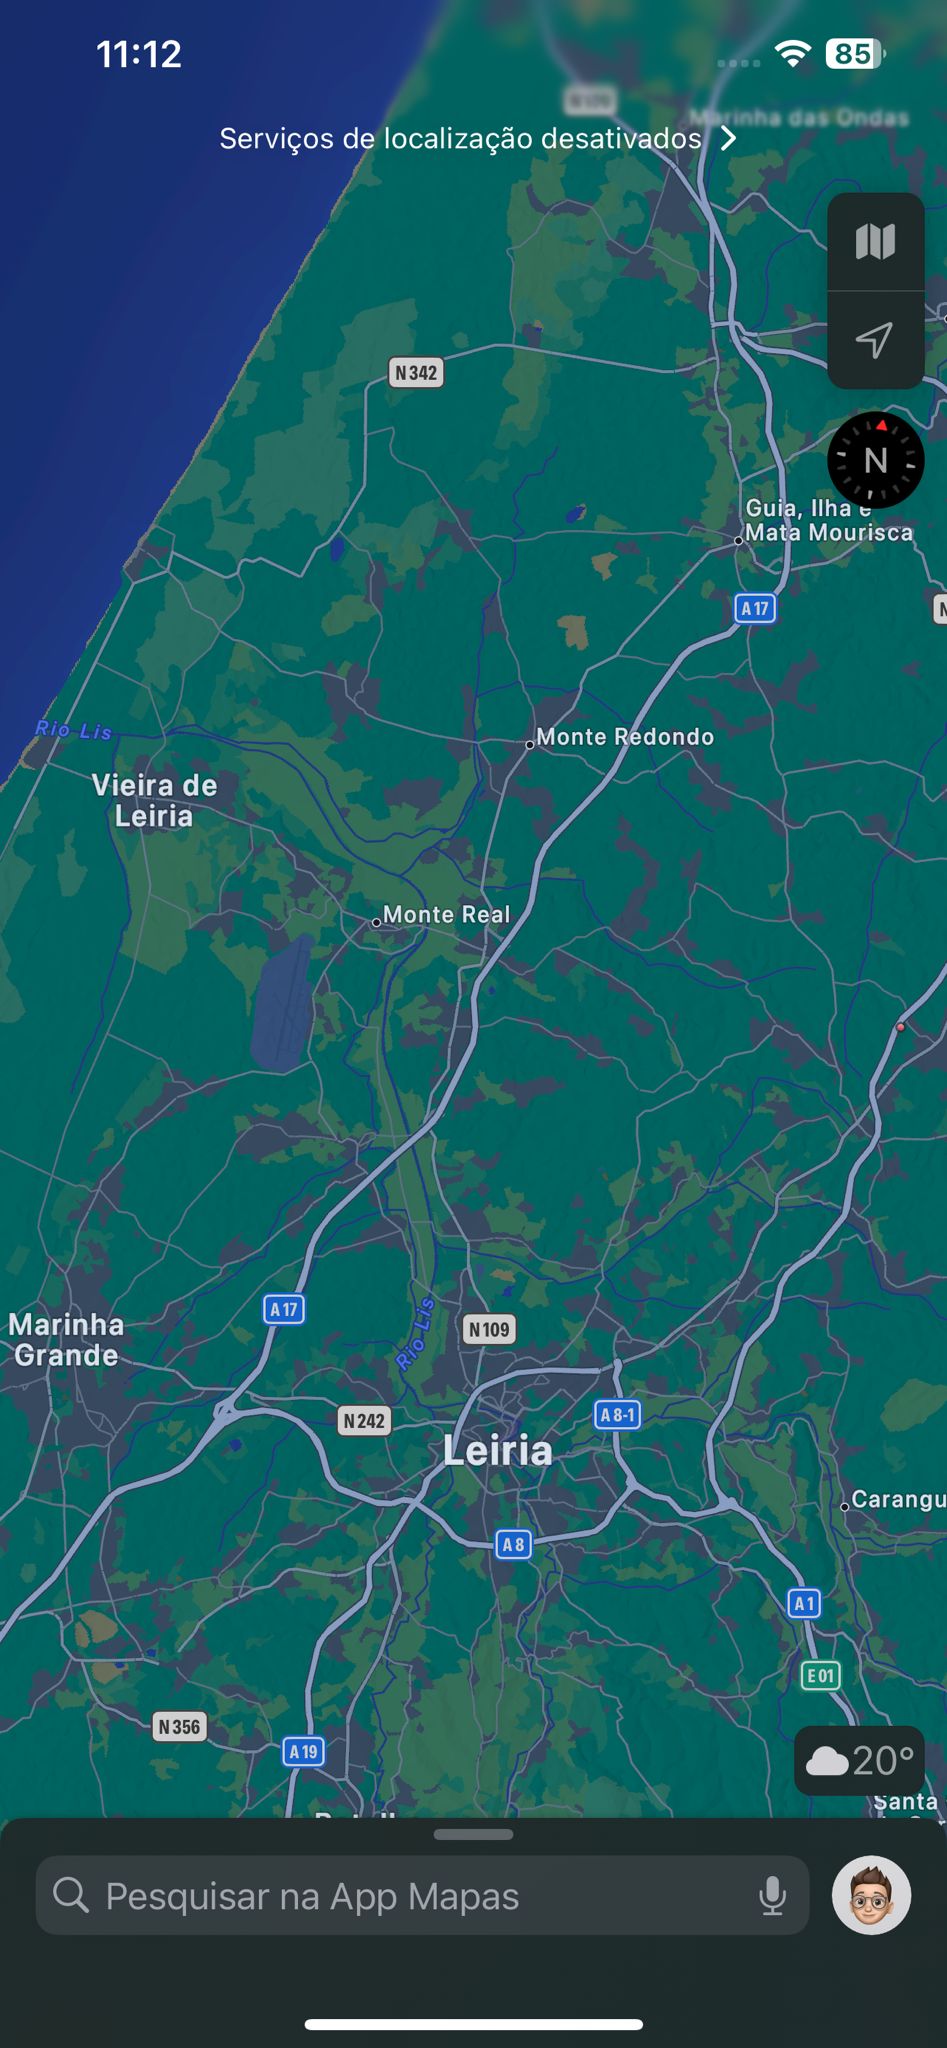 11:12
85
Marinha das Ondas
Serviços de localização desativados
N 342
N
Guia, Ilha e
Mata Mourisca
A 17
N
Rio Lis
Monte Redondo
Vieira de
Leiria
Monte Real
A 17
Marinha
Grande
Rio Lis
N 109
N 242
A 8-1
Leiria
Carangu
A 8
A 1
E 01
N 356
A 19
20°
Santa
Pesquisar na App Mapas